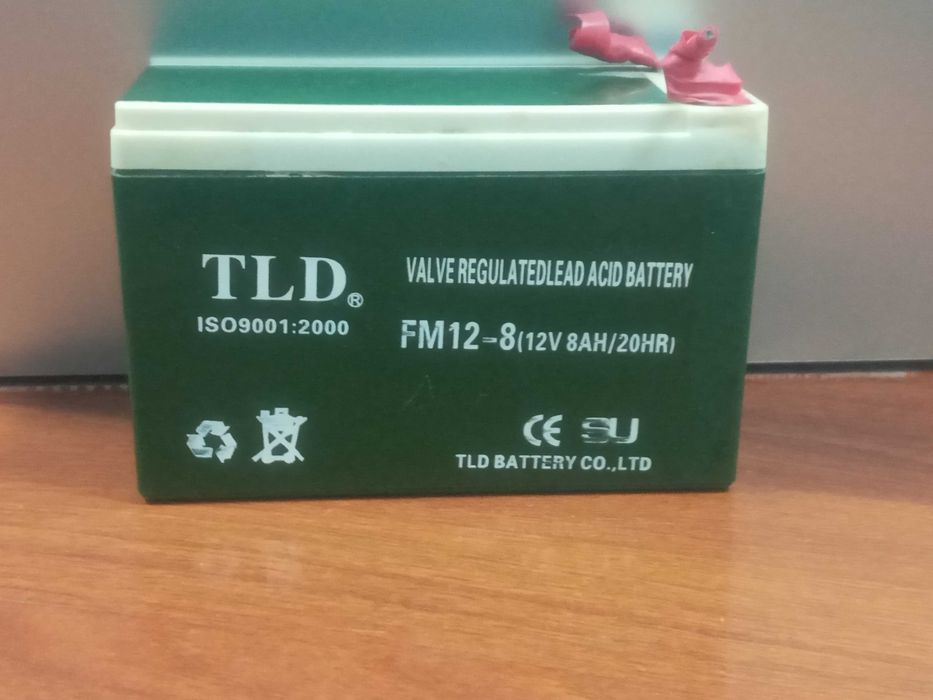 TLD®
ISO9001:2000
VALVE REGULATEDLEAD ACID BATTERY
FM12-8(12V 8AH/20HR)
CE
TLD BATTERY CO.,LTD